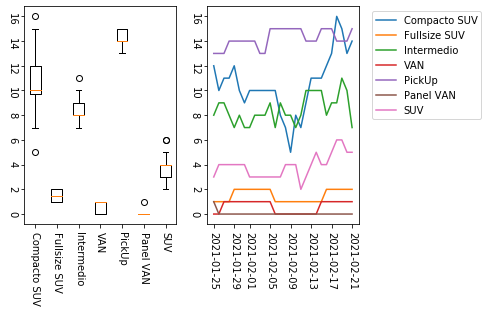 16
14
12
10
8
6
4
2
0
Compacto SUV
Fullsize SUV
Intermedio
VAN
PickUp
Panel VAN
SUV
16
14
12
10
8
6
4
2
0
2021-01-25
2021-01-29
2021-02-01
2021-02-05
2021-02-09
2021-02-13
2021-02-17
2021-02-21
Compacto SUV
Fullsize SUV
Intermedio
VAN
PickUp
Panel VAN
SUV